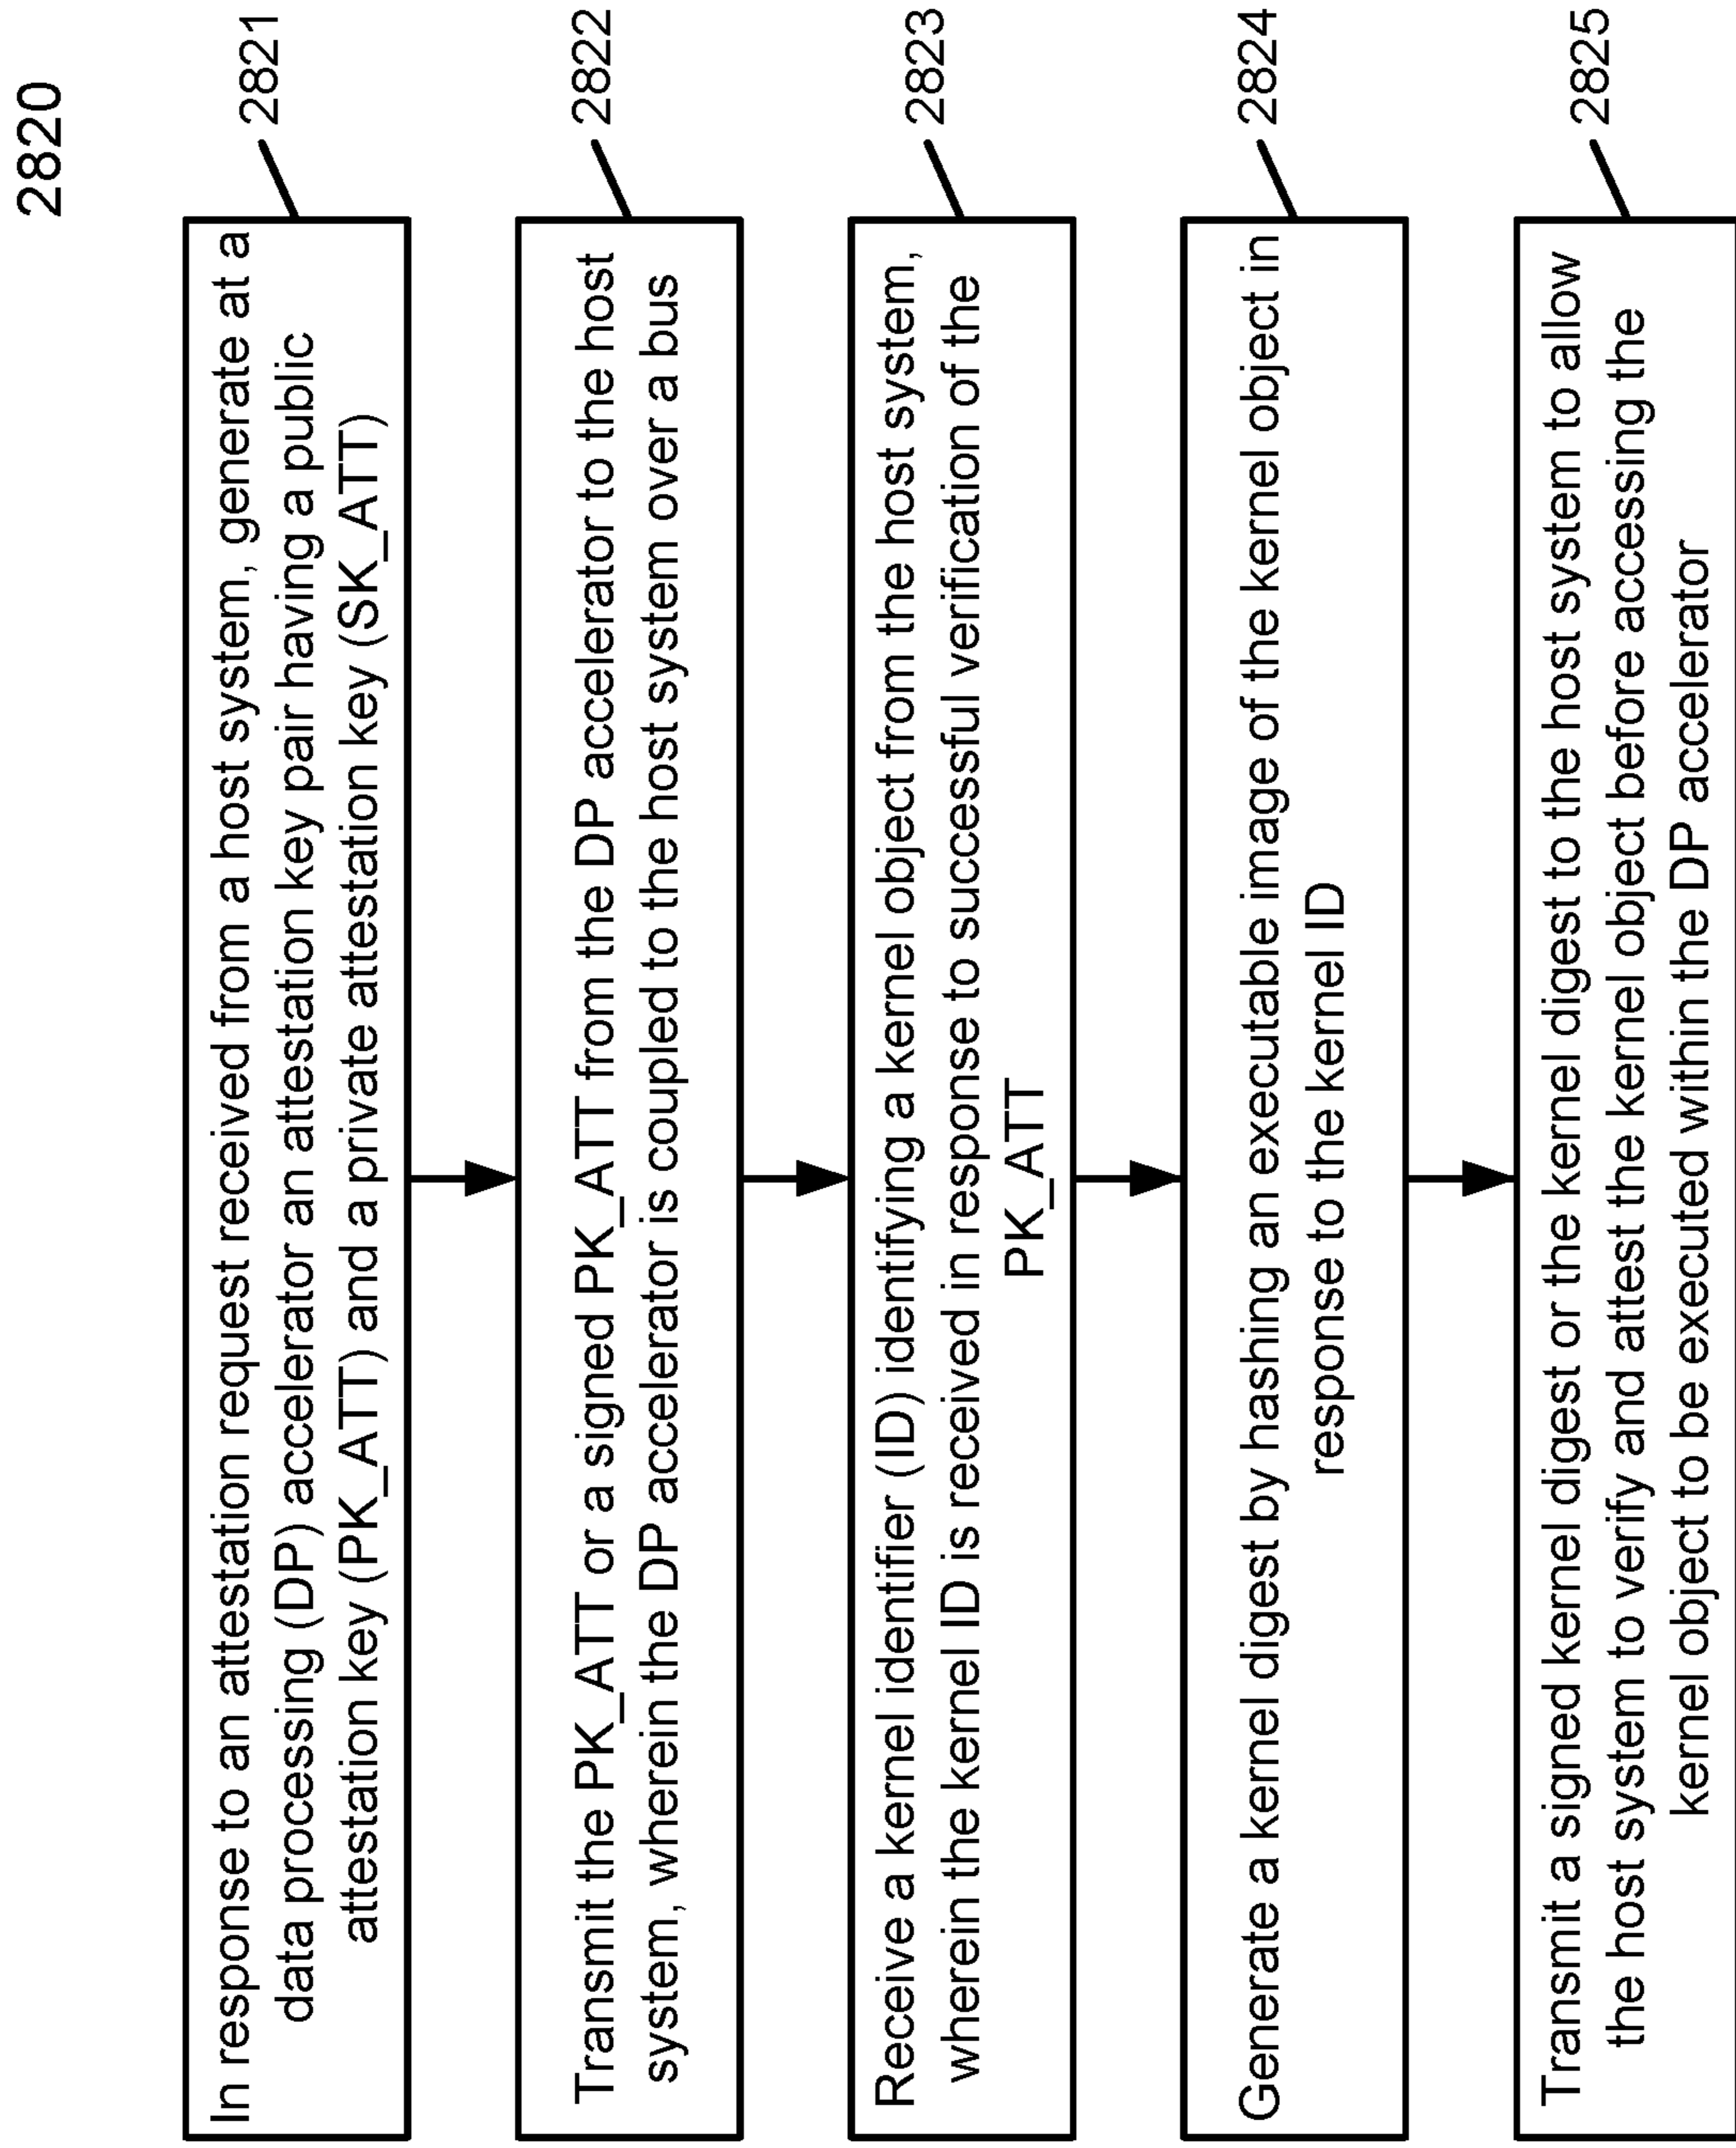 2820
In response to an attestation request received from a host system, generate at a
data processing (DP) accelerator an attestation key pair having a public
attestation key (PK_ATT) and a private attestation key (SK_ATT)
2821
Transmit the PK_ATT or a signed PK_ATT from the DP accelerator to the host
system, wherein the DP accelerator is coupled to the host system over a bus
2822
Receive a kernel identifier (ID) identifying a kernel object from the host system,
wherein the kernel ID is received in response to successful verification of the
PK_ATT
2823
Generate a kernel digest by hashing an executable image of the kernel object in
response to the kernel ID
2824
Transmit a signed kernel digest or the kernel digest to the host system to allow
the host system to verify and attest the kernel object before accessing the
kernel object to be executed within the DP accelerator
2825